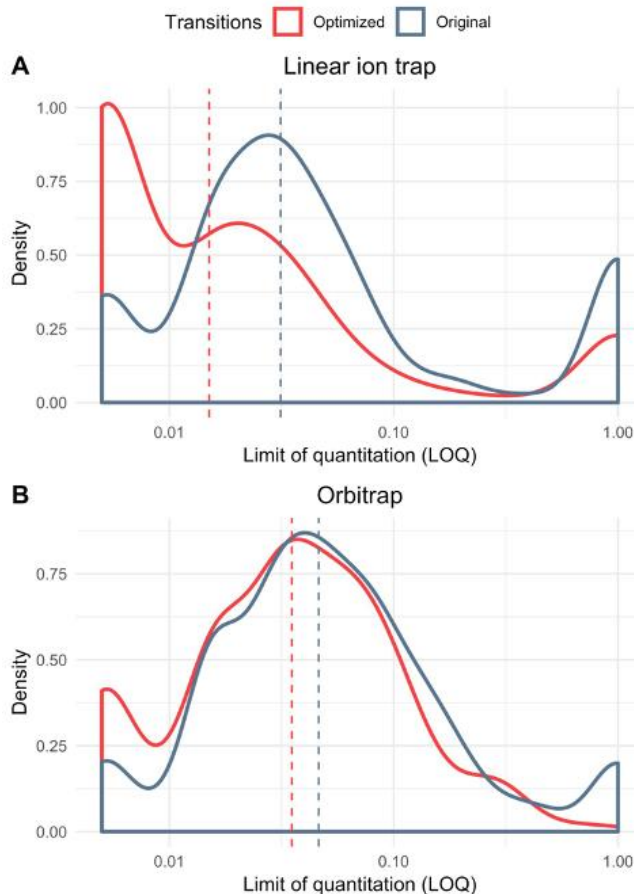 Transitions Optimized Original
A Linear ion trap
1.00
0.75
0.50
0.25
0.00
Density
0.01 0.10 1.00
Limit of quantitation (LOQ)
B Orbitrap
0.75
0.50
0.25
0.00
Density
0.01 0.10 1.00
Limit of quantitation (LOQ)